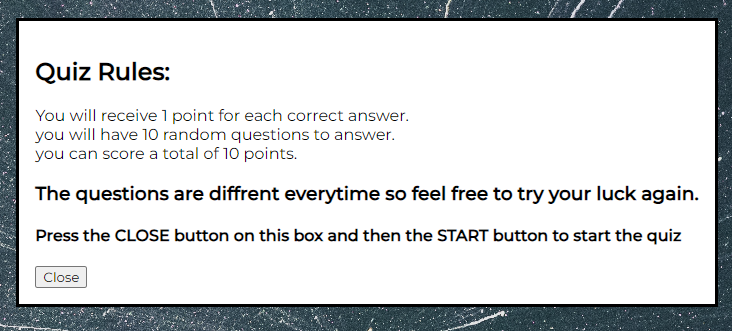 Quiz Rules:
You will receive 1 point for each correct answer.
you will have 10 random questions to answer.
you can score a total of 10 points.
The questions are diffrent everytime so feel free to try your luck again.
Press the CLOSE button on this box and then the START button to start the quiz
Close